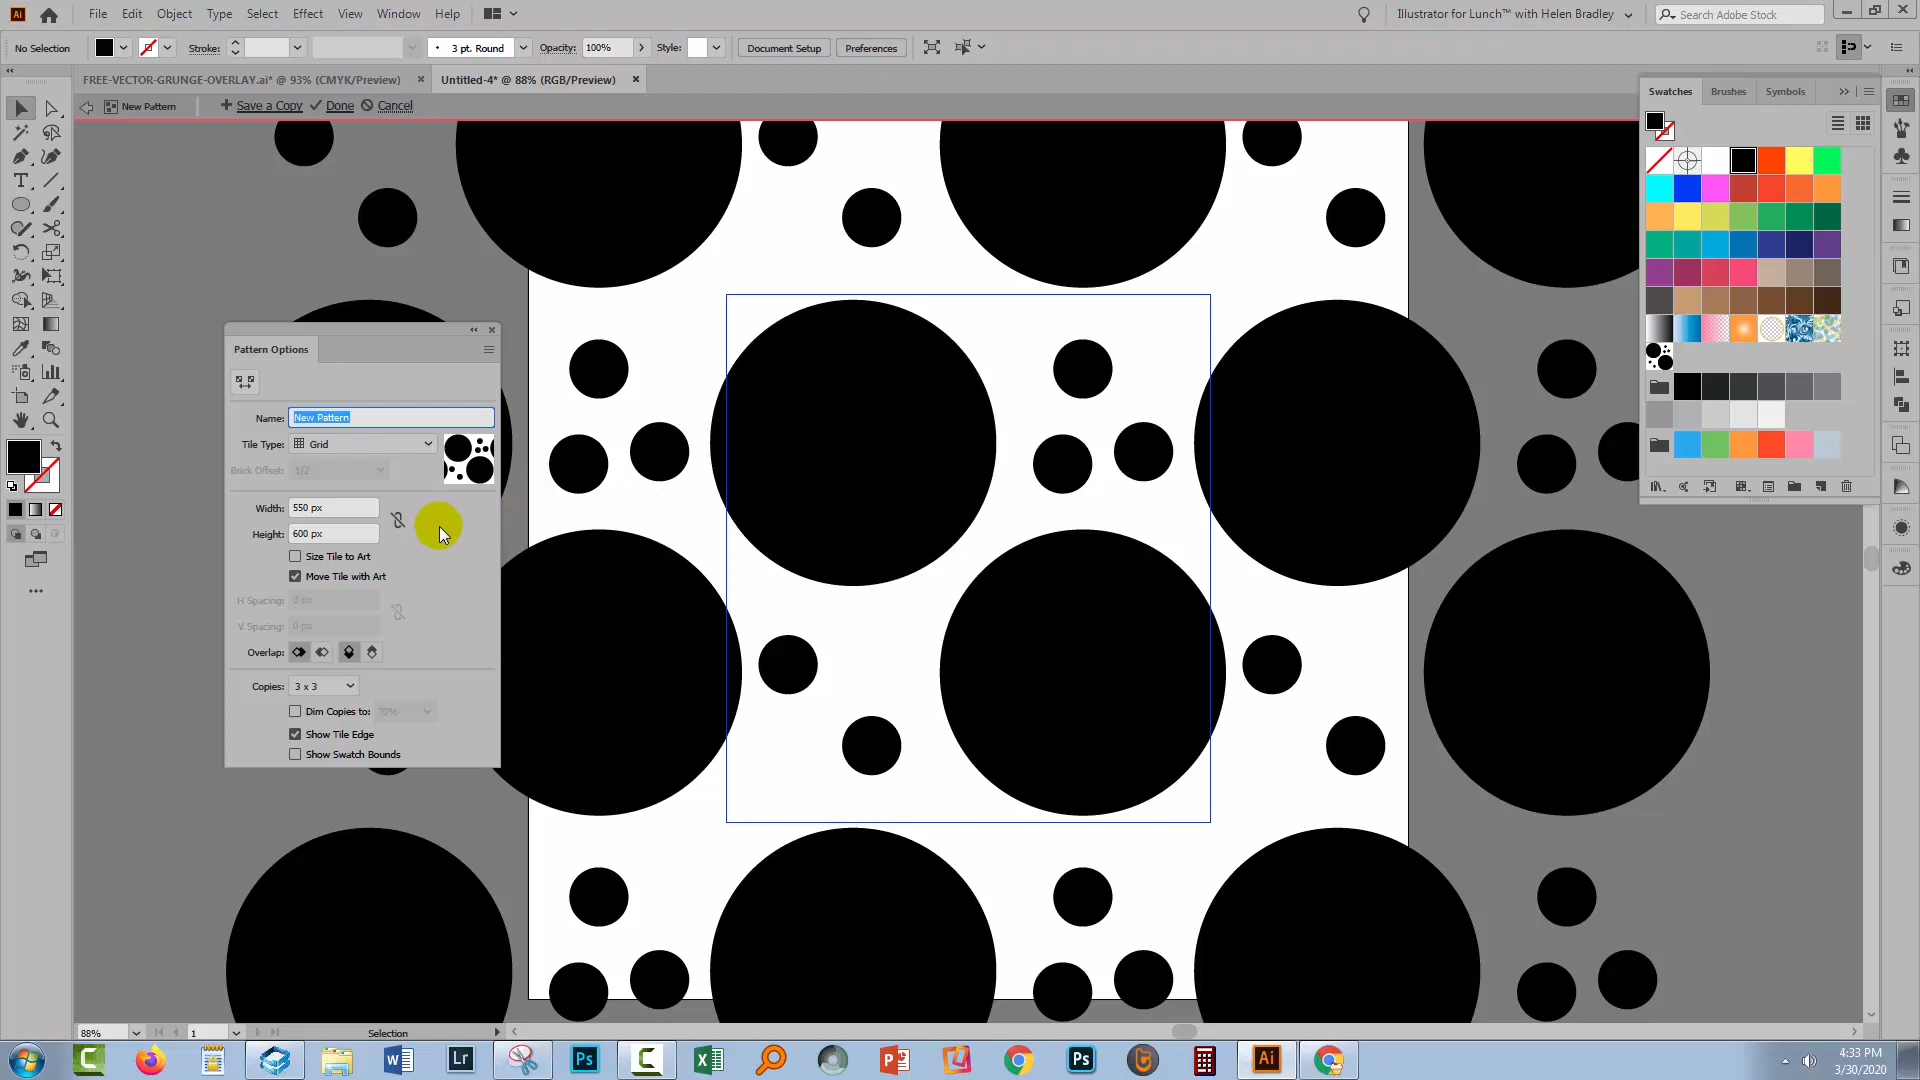 Ai File Edit Object Type Select Effect View Window Help Illustrator for Lunch™ with Helen Bradley Search Adobe Stock
No Selection Stroke: 3 pt. Round Opacity: 100% Style: Document Setup Preferences
FREE-VECTOR-GRUNGE-OVERLAY.ai* @ 93% (CMYK/Preview) Untitled-4* @ 88% (RGB/Preview)
New Pattern Save a Copy Done Cancel
Swatches Brushes Symbols
Pattern Options
Name: New Pattern
Tile Type: Grid
Brick Offset: 1/2
Width: 550 px
Height: 600 px
Size Tile to Art
Move Tile with Art
H Spacing: 0 px
V Spacing: 0 px
Overlap:
Copies: 3 x 3
Dim Copies to: 70%
Show Tile Edge
Show Swatch Bounds
88% 1 Selection
Lr Ps Ps Ai
4:33 PM
3/30/2020